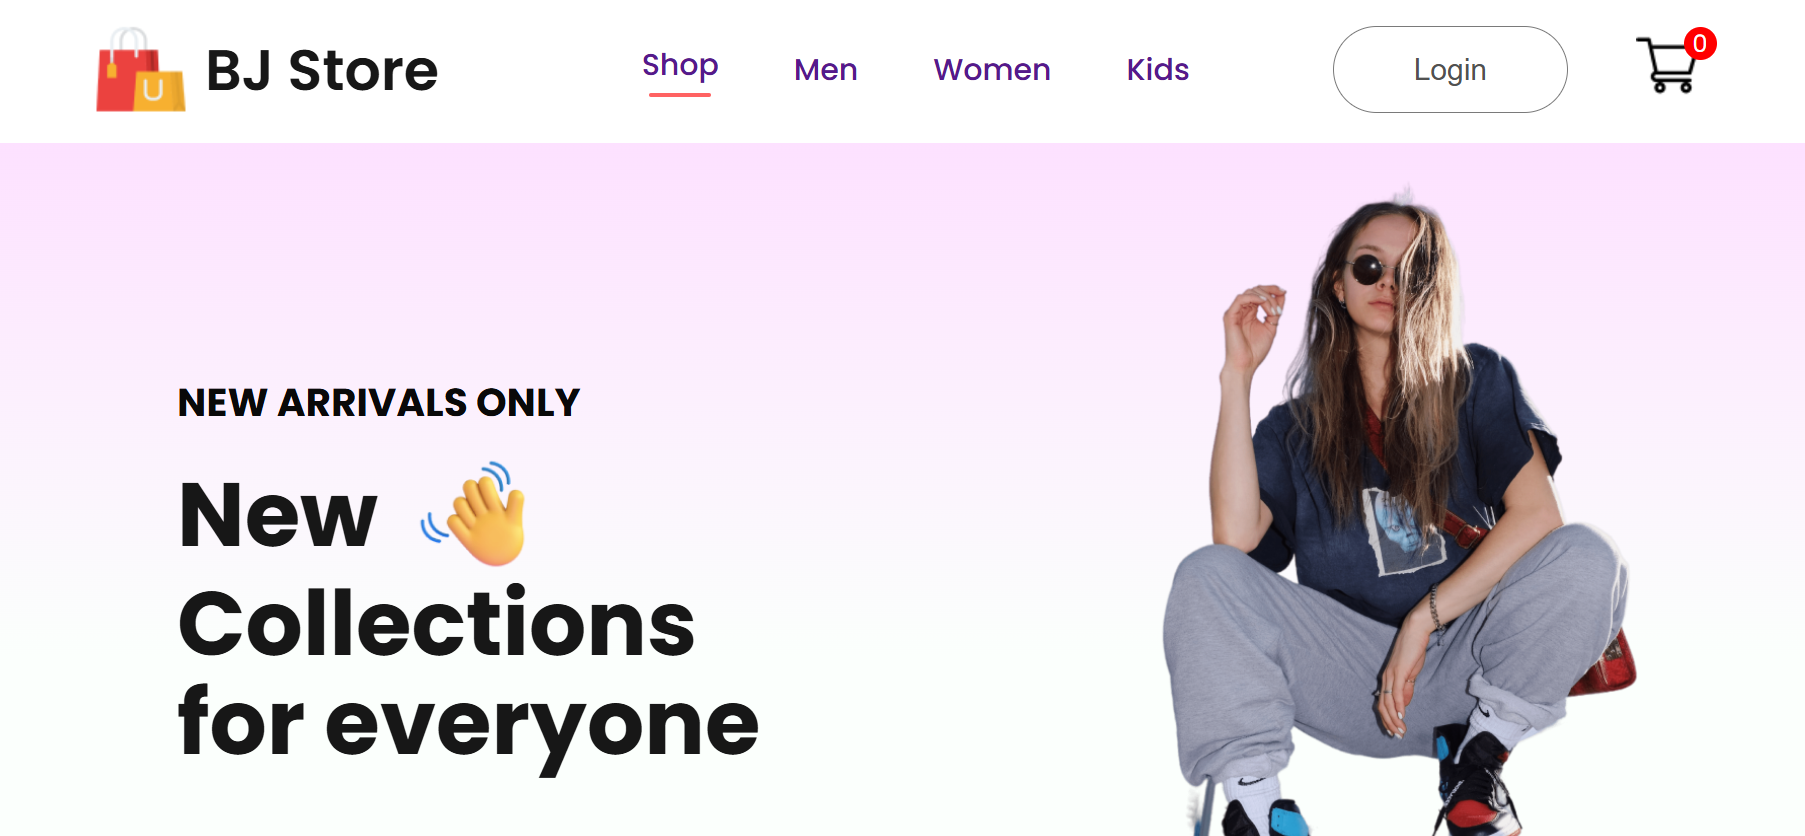 BJ Store
Shop
Men
Women
Kids
Login
0
NEW ARRIVALS ONLY
New
Collections
for everyone